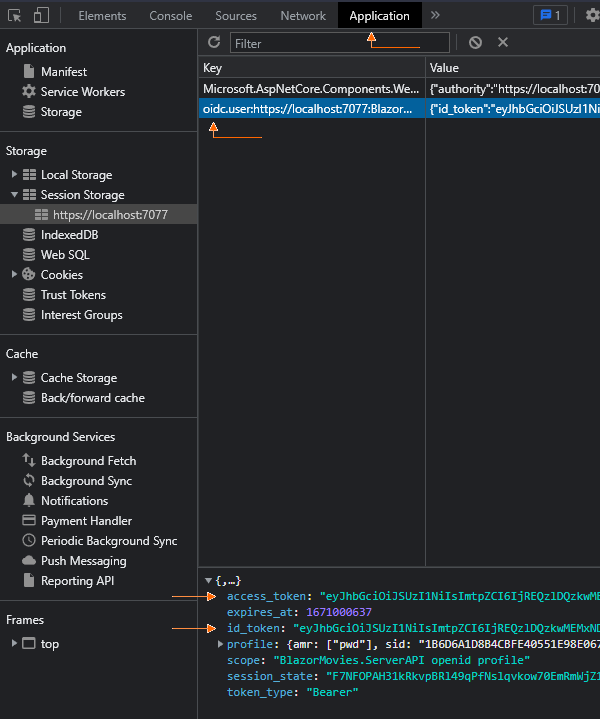 Elements Console Sources Network Application » 1
Application
Manifest
Service Workers
Storage
Storage
Local Storage
Session Storage
https://localhost:7077
IndexedDB
Web SQL
Cookies
Trust Tokens
Interest Groups
Cache
Cache Storage
Back/forward cache
Background Services
Background Fetch
Background Sync
Notifications
Payment Handler
Periodic Background Sync
Push Messaging
Reporting API
Frames
top
Filter
Key Value
Microsoft.AspNetCore.Components.We... {"authority":"https://localhost:70
oidc.user:https://localhost:7077:Blazor... {"id_token":"eyJhbGciOiJSUzI1Ni
{,…}
access_token: "eyJhbGciOiJSUzI1NiIsImtpZCI6IjREQzlDQzkwME
expires_at: 1671000637
id_token: "eyJhbGciOiJSUzI1NiIsImtpZCI6IjREQzlDQzkwMEMxND
profile: {amr: ["pwd"], sid: "1B6D6A1D8B4CBFE40551E98E067
scope: "BlazorMovies.ServerAPI openid profile"
session_state: "F7NFOPAH31kRkvpBRl49qPfNslqvkow70EmRmWjZ1
token_type: "Bearer"